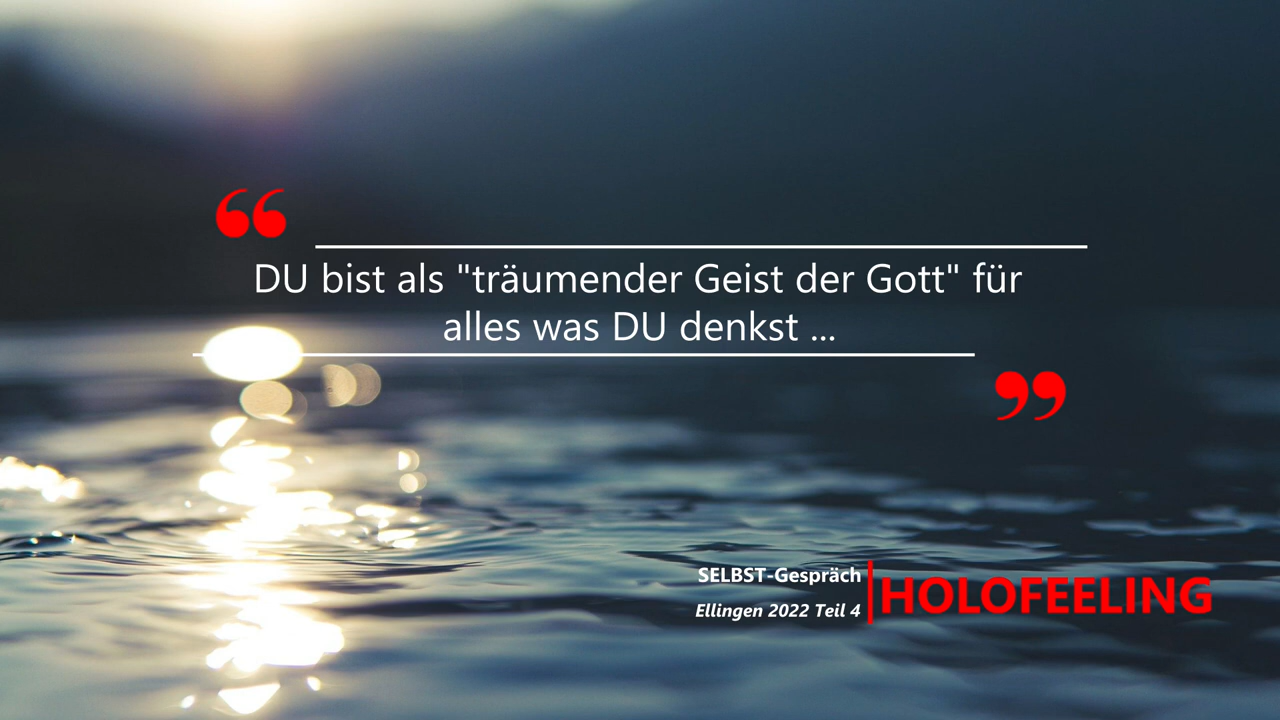 “
DU bist als "träumender Geist der Gott" für
alles was DU denkst ...
”
SELBST-Gespräch
Ellingen 2022 Teil 4
HOLOFEELING